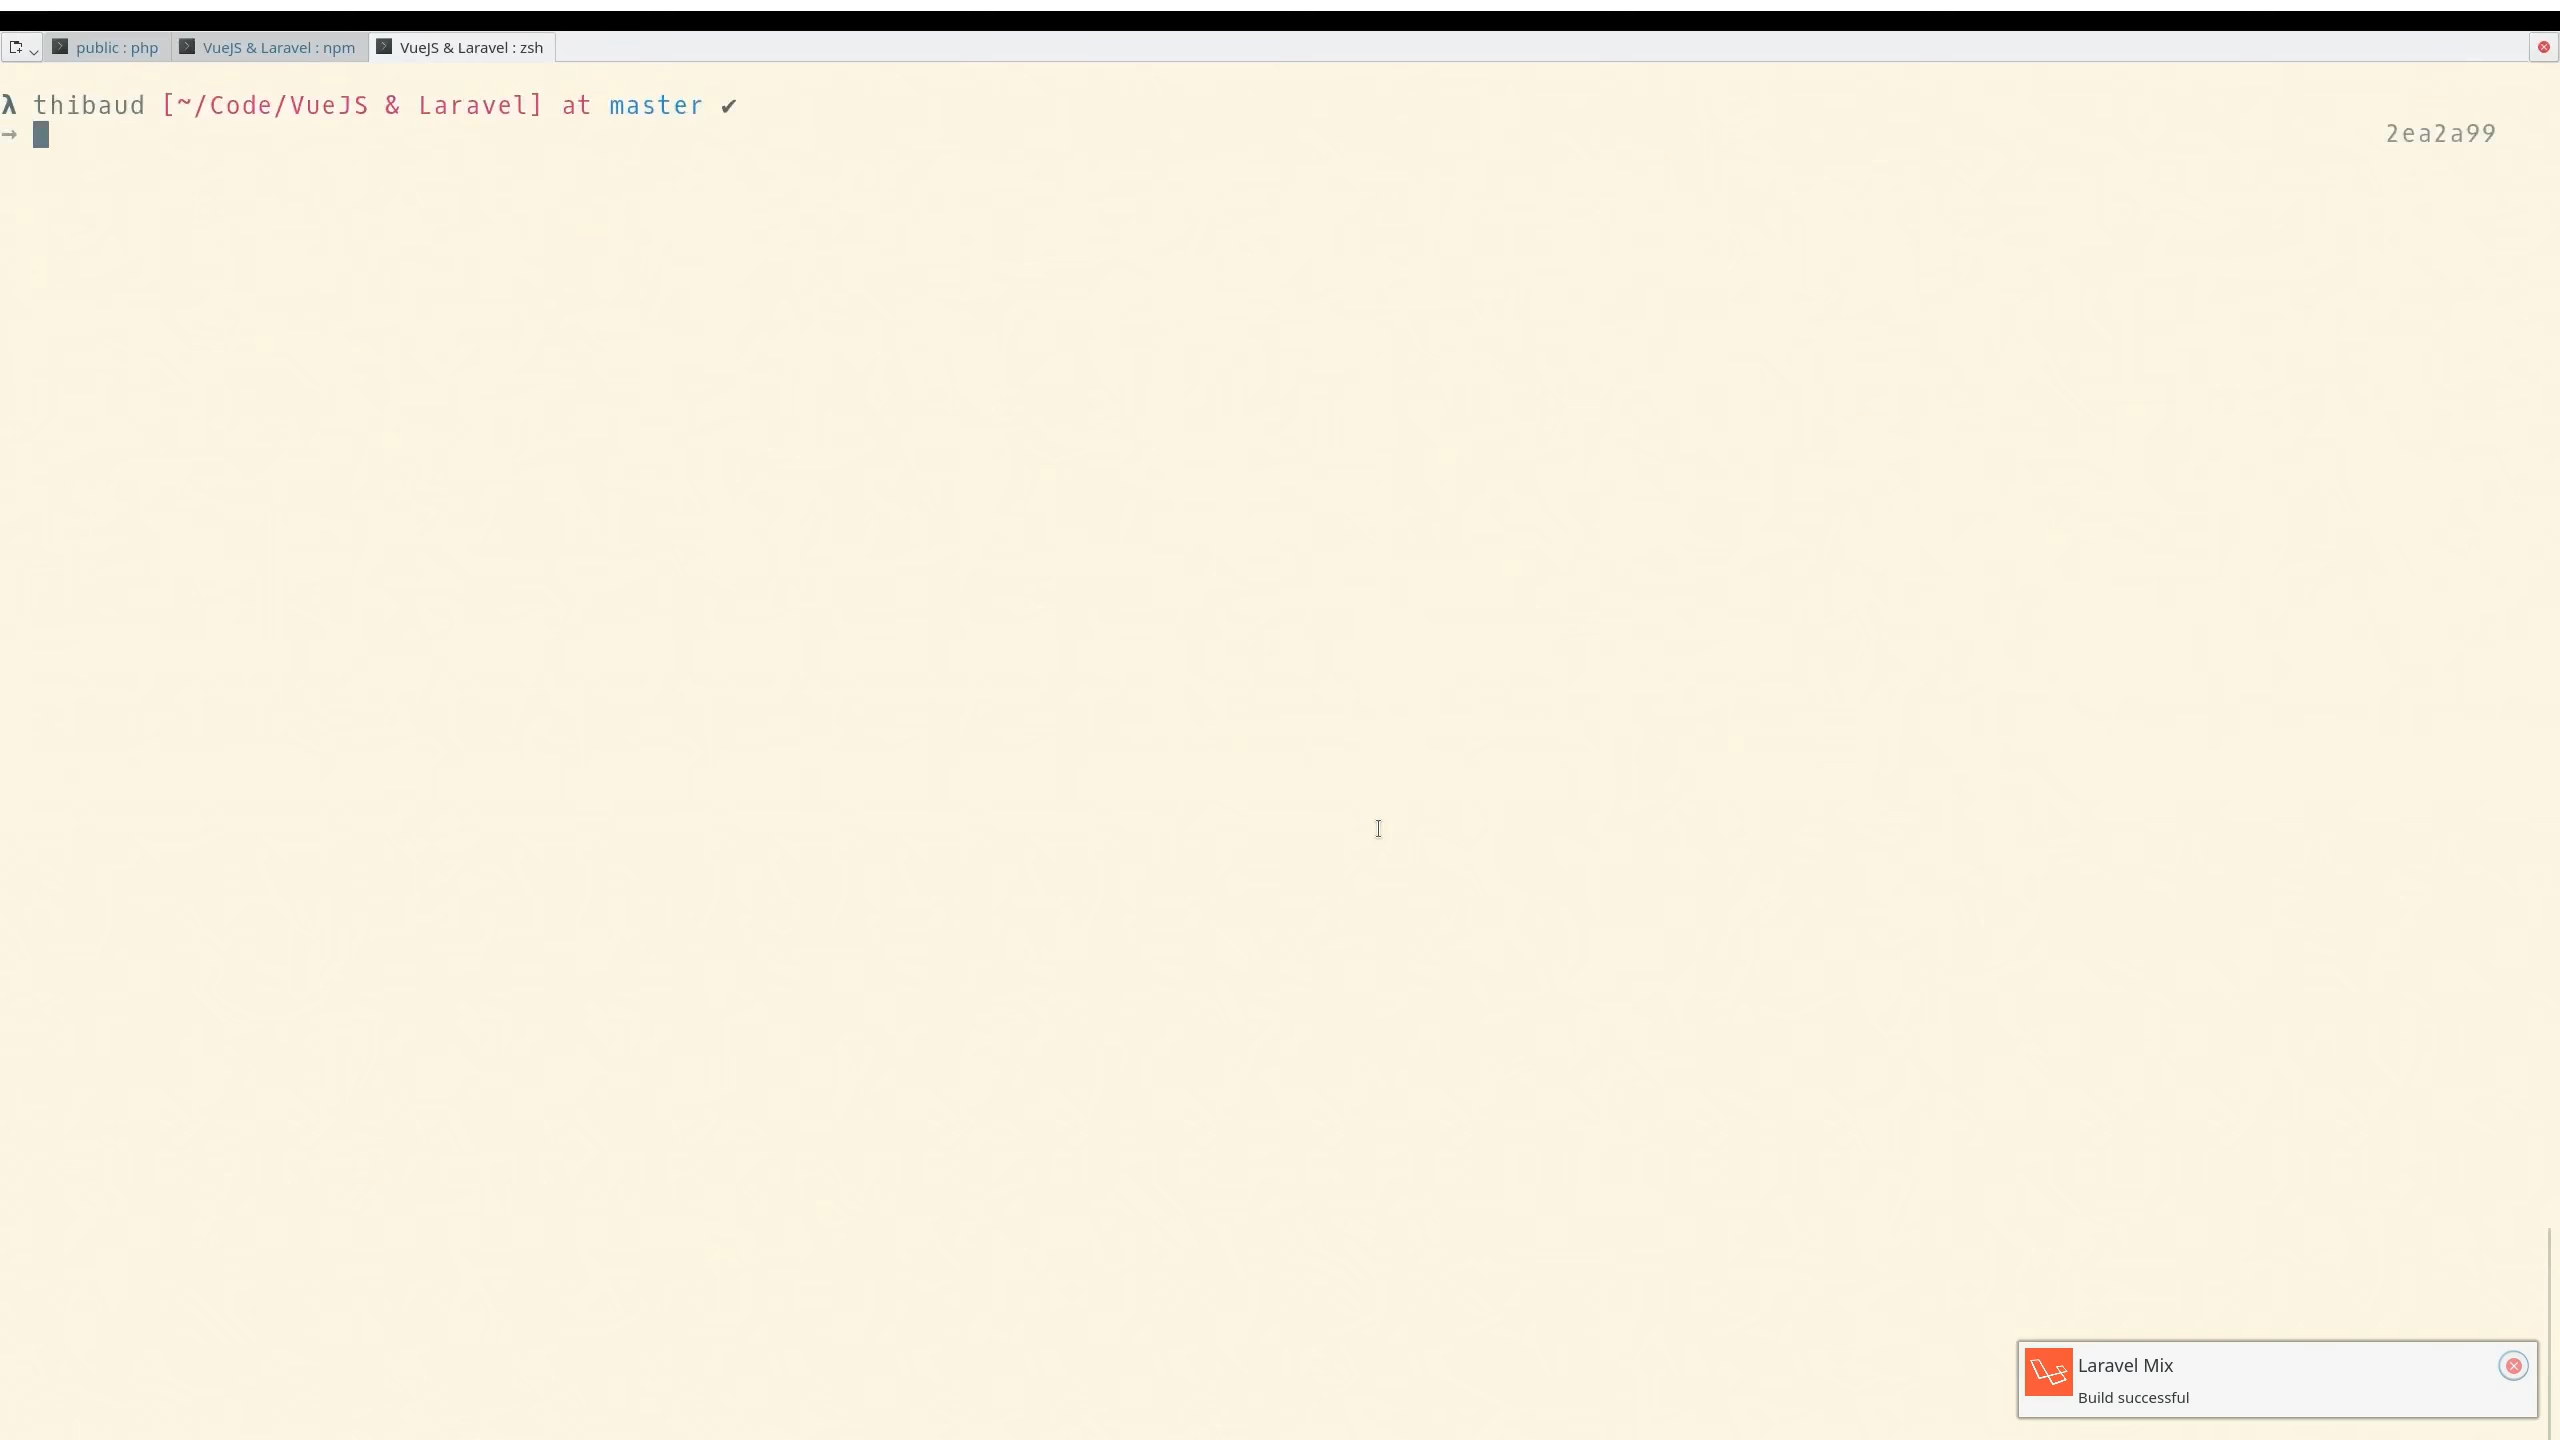 public : php
VueJS & Laravel : npm
VueJS & Laravel : zsh
λ thibaud [~/Code/VueJS & Laravel] at master ✔
→ 2ea2a99
Laravel Mix
Build successful